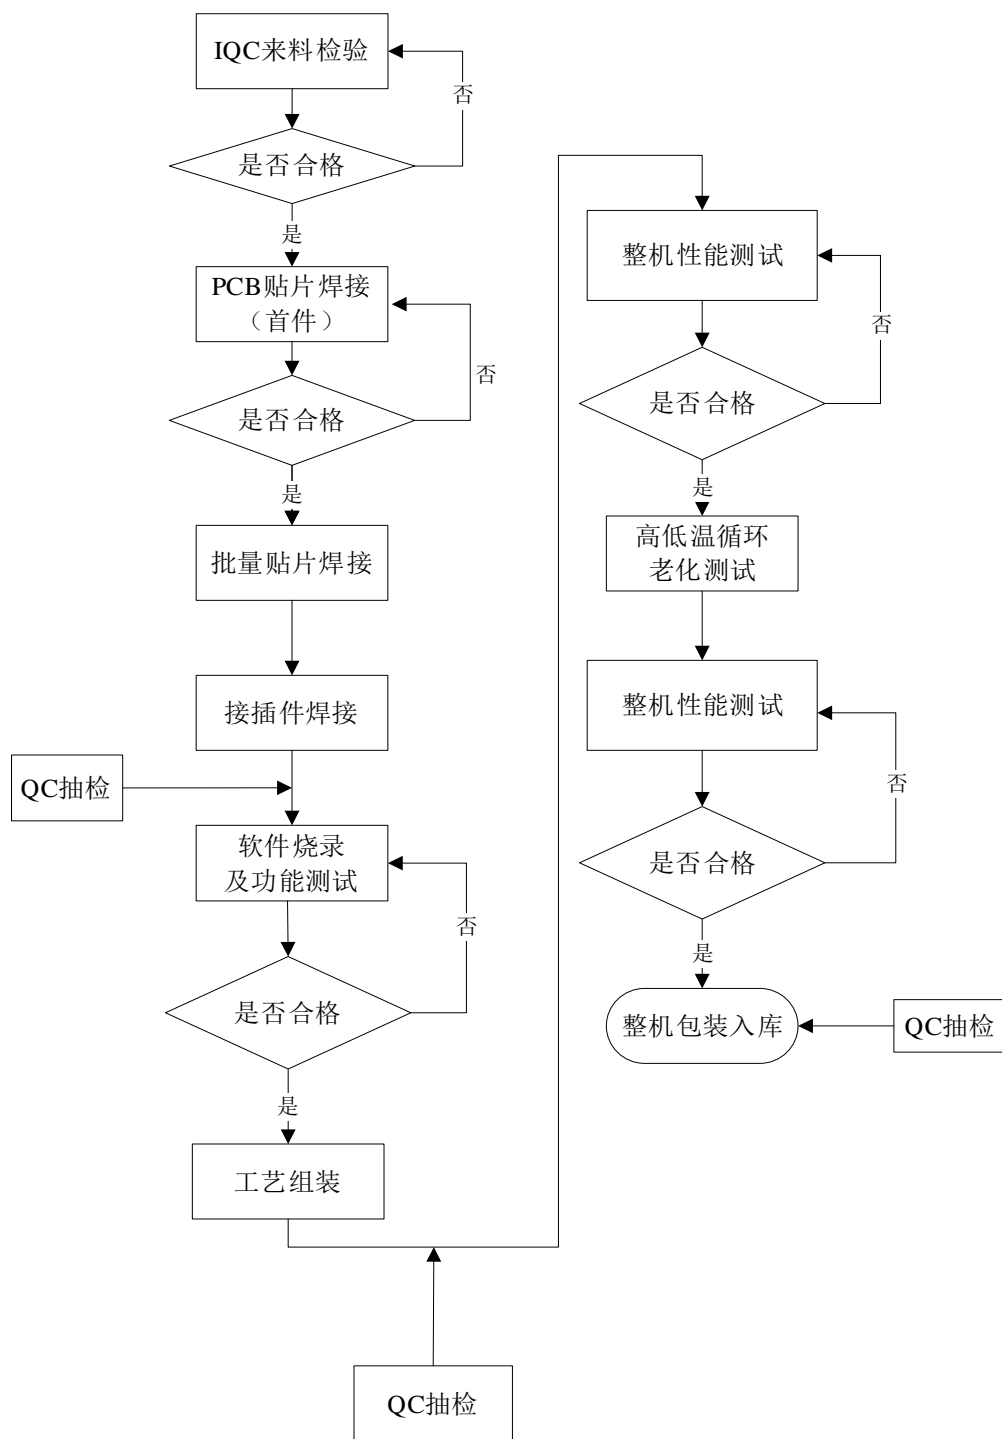 IQC来料检验
否
是否合格
是
PCB贴片焊接
（首件）
否
是否合格
是
批量贴片焊接
接插件焊接
QC抽检
软件烧录
及功能测试
否
是否合格
是
工艺组装
QC抽检
整机性能测试
否
是否合格
是
高低温循环
老化测试
整机性能测试
否
是否合格
是
整机包装入库
QC抽检